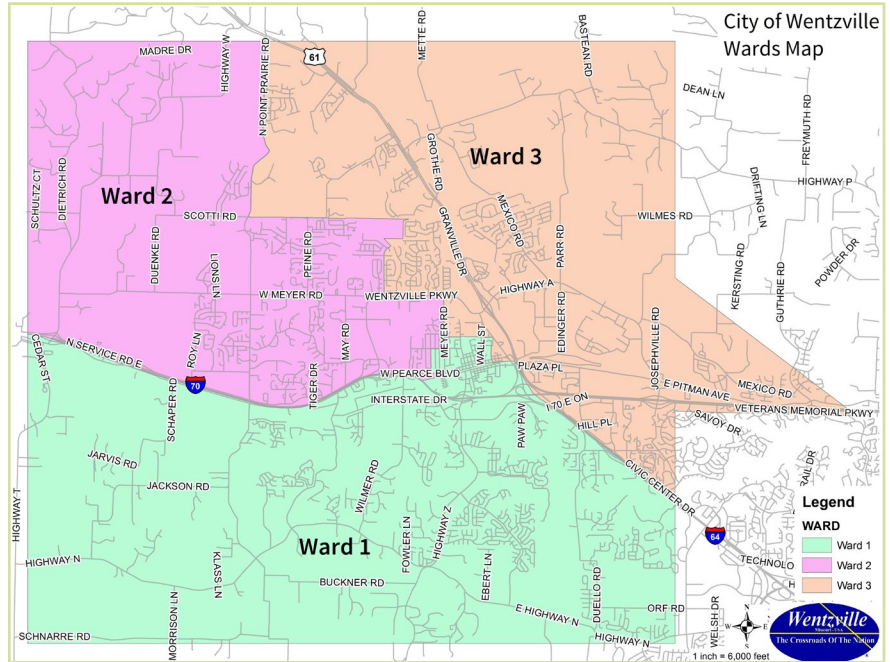 City of Wentzville
Wards Map
MADRE DR
HIGHWAY W
N POINT PRAIRIE RD
61
METTE RD
BASTEAN RD
DEAN LN
FREYMUTH RD
HIGHWAY P
DRIFTING LN
GROTHE RD
Ward 3
Ward 2
SCHULTZ CT
DIETRICH RD
SCOTTI RD
DUENKE RD
LIONS LN
PEINE RD
GRANVILLE DR
MEXICO RD
PARR RD
WILMES RD
KERSTING RD
GUTHRIE RD
POWDER DR
W MEYER RD
WENTZVILLE PKWY
HIGHWAY A
MEYER RD
WALL ST
EDINGER RD
JOSEPHVILLE RD
CEDAR ST
N SERVICE RD E
ROY LN
MAY RD
TIGER DR
W PEARCE BLVD
PLAZA PL
70
E PITMAN AVE
MEXICO RD
INTERSTATE DR
I 70 E ON
VETERANS MEMORIAL PKWY
SCHAPER RD
PAW PAW
HILL PL
SAVOY DR
JARVIS RD
JACKSON RD
WILMER RD
CIVIC CENTER DR
RAIL DR
HIGHWAY T
FOWLER LN
HIGHWAY Z
Ward 1
64
TECHNOLO
H
HIGHWAY N
KLASS LN
BUCKNER RD
EBERT LN
DUELLO RD
E HIGHWAY N
ORF RD
WELSH DR
SCHNARRE RD
MORRISON LN
HIGHWAY N
Legend
WARD
Ward 1
Ward 2
Ward 3
N
W E
S
1 inch = 6,000 feet
Wentzville
Missouri - USA
The Crossroads Of The Nation